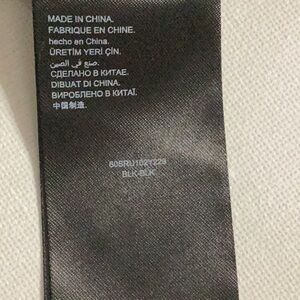 MADE IN CHINA.
FABRIQUE EN CHINE.
hecho en China.
ÜRETİM YERİ ÇİN.
صنع في الصين.
СДЕЛАНО В КИТАЕ.
DIBUAT DI CHINA.
ВИРОБЛЕНО В КИТАЇ.
中国制造.
60SRU102Y229
BLK-BLK